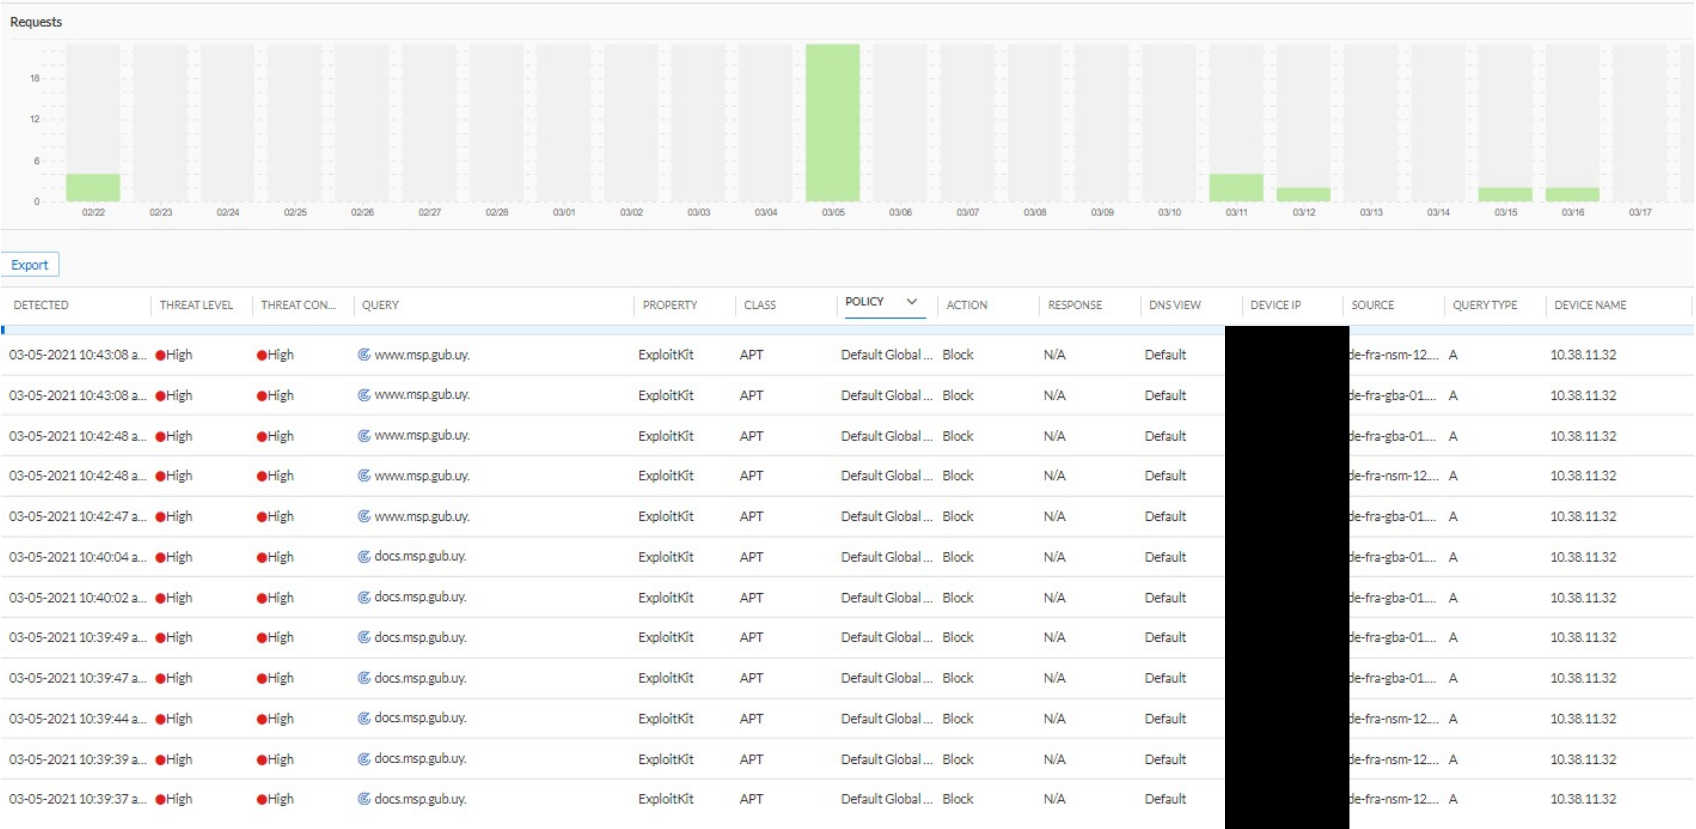 Requests
18
12
6
0
02/22 02/23 02/24 02/25 02/26 02/27 02/28 03/01 03/02 03/03 03/04 03/05 03/06 03/07 03/08 03/09 03/10 03/11 03/12 03/13 03/14 03/15 03/16 03/17
Export
DETECTED THREAT LEVEL THREAT CON... QUERY PROPERTY CLASS POLICY ACTION RESPONSE DNS VIEW DEVICE IP SOURCE QUERY TYPE DEVICE NAME
03-05-2021 10:43:08 a... High High www.msp.gub.uy. ExploitKit APT Default Global ... Block N/A Default de-fra-nsm-12.... A 10.38.11.32
03-05-2021 10:43:08 a... High High www.msp.gub.uy. ExploitKit APT Default Global ... Block N/A Default de-fra-gba-01.... A 10.38.11.32
03-05-2021 10:42:48 a... High High www.msp.gub.uy. ExploitKit APT Default Global ... Block N/A Default de-fra-gba-01.... A 10.38.11.32
03-05-2021 10:42:48 a... High High www.msp.gub.uy. ExploitKit APT Default Global ... Block N/A Default de-fra-nsm-12.... A 10.38.11.32
03-05-2021 10:42:47 a... High High www.msp.gub.uy. ExploitKit APT Default Global ... Block N/A Default de-fra-gba-01.... A 10.38.11.32
03-05-2021 10:40:04 a... High High docs.msp.gub.uy. ExploitKit APT Default Global ... Block N/A Default de-fra-gba-01.... A 10.38.11.32
03-05-2021 10:40:02 a... High High docs.msp.gub.uy. ExploitKit APT Default Global ... Block N/A Default de-fra-gba-01.... A 10.38.11.32
03-05-2021 10:39:49 a... High High docs.msp.gub.uy. ExploitKit APT Default Global ... Block N/A Default de-fra-gba-01.... A 10.38.11.32
03-05-2021 10:39:47 a... High High docs.msp.gub.uy. ExploitKit APT Default Global ... Block N/A Default de-fra-gba-01.... A 10.38.11.32
03-05-2021 10:39:44 a... High High docs.msp.gub.uy. ExploitKit APT Default Global ... Block N/A Default de-fra-nsm-12.... A 10.38.11.32
03-05-2021 10:39:39 a... High High docs.msp.gub.uy. ExploitKit APT Default Global ... Block N/A Default de-fra-nsm-12.... A 10.38.11.32
03-05-2021 10:39:37 a... High High docs.msp.gub.uy. ExploitKit APT Default Global ... Block N/A Default de-fra-nsm-12.... A 10.38.11.32